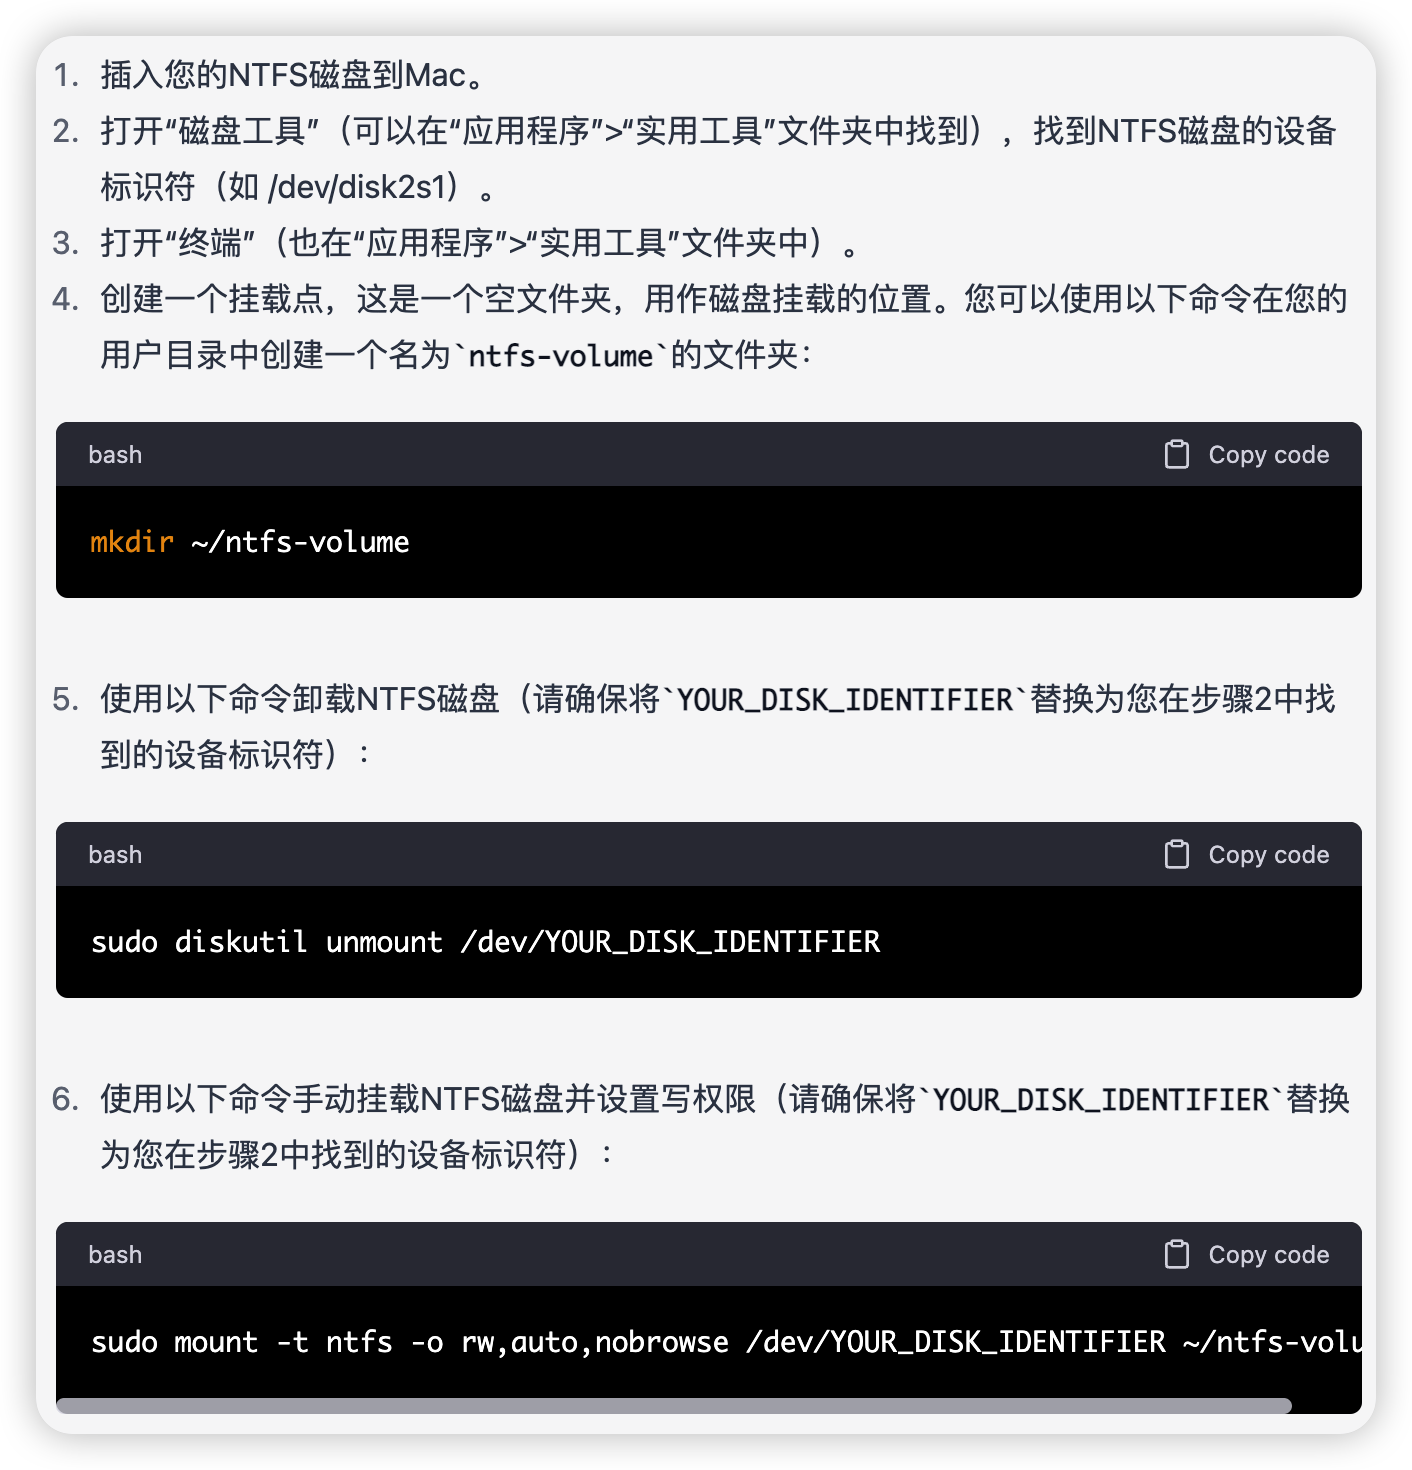 1. 插入您的NTFS磁盘到Mac。
2. 打开“磁盘工具”（可以在“应用程序”>“实用工具”文件夹中找到），找到NTFS磁盘的设备
标识符（如 /dev/disk2s1）。
3. 打开“终端”（也在“应用程序”>“实用工具”文件夹中）。
4. 创建一个挂载点，这是一个空文件夹，用作磁盘挂载的位置。您可以使用以下命令在您的
用户目录中创建一个名为`ntfs-volume`的文件夹：
bash Copy code
mkdir ~/ntfs-volume
5. 使用以下命令卸载NTFS磁盘（请确保将`YOUR_DISK_IDENTIFIER`替换为您在步骤2中找
到的设备标识符）：
bash Copy code
sudo diskutil unmount /dev/YOUR_DISK_IDENTIFIER
6. 使用以下命令手动挂载NTFS磁盘并设置写权限（请确保将`YOUR_DISK_IDENTIFIER`替换
为您在步骤2中找到的设备标识符）：
bash Copy code
sudo mount -t ntfs -o rw,auto,nobrowse /dev/YOUR_DISK_IDENTIFIER ~/ntfs-volu